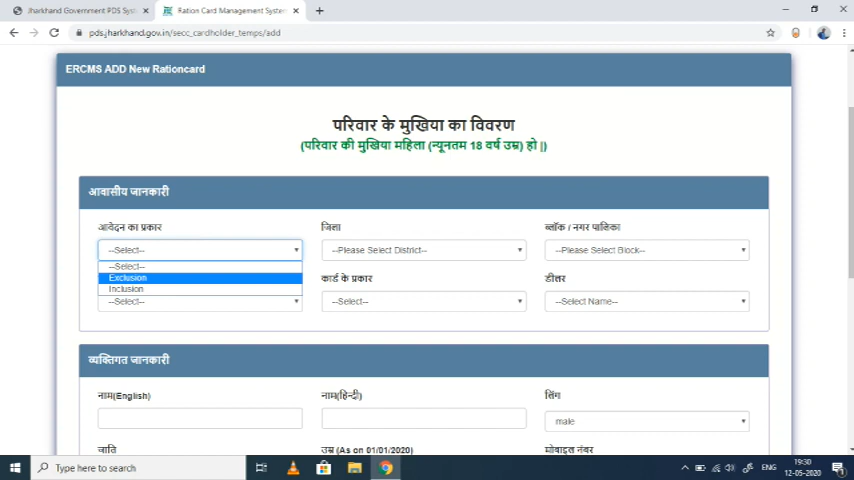 Jharkhand Government PDS Syst
Ration Card Management System
pds.jharkhand.gov.in/secc_cardholder_temps/add
ERCMS ADD New Rationcard
परिवार के मुखिया का विवरण
(परिवार की मुखिया महिला (न्यूनतम 18 वर्ष उम्र) हो |)
आवासीय जानकारी
आवेदन का प्रकार
जिला
ब्लॉक / नगर पालिका
--Select--
--Please Select District--
--Please Select Block--
--Select--
Exclusion
Inclusion
कार्ड के प्रकार
डीलर
--Select--
--Select--
--Select Name--
व्यक्तिगत जानकारी
नाम(English)
नाम(हिन्दी)
लिंग
male
जाति
उम्र (As on 01/01/2020)
मोबाइल नंबर
Type here to search
ENG
19:30
12-05-2020